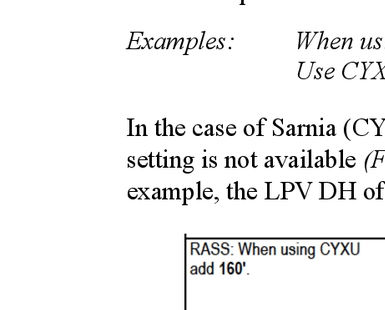 Examples: When us
Use CYX
In the case of Sarnia (CY
setting is not available (F
example, the LPV DH of
RASS: When using CYXU
add 160'.